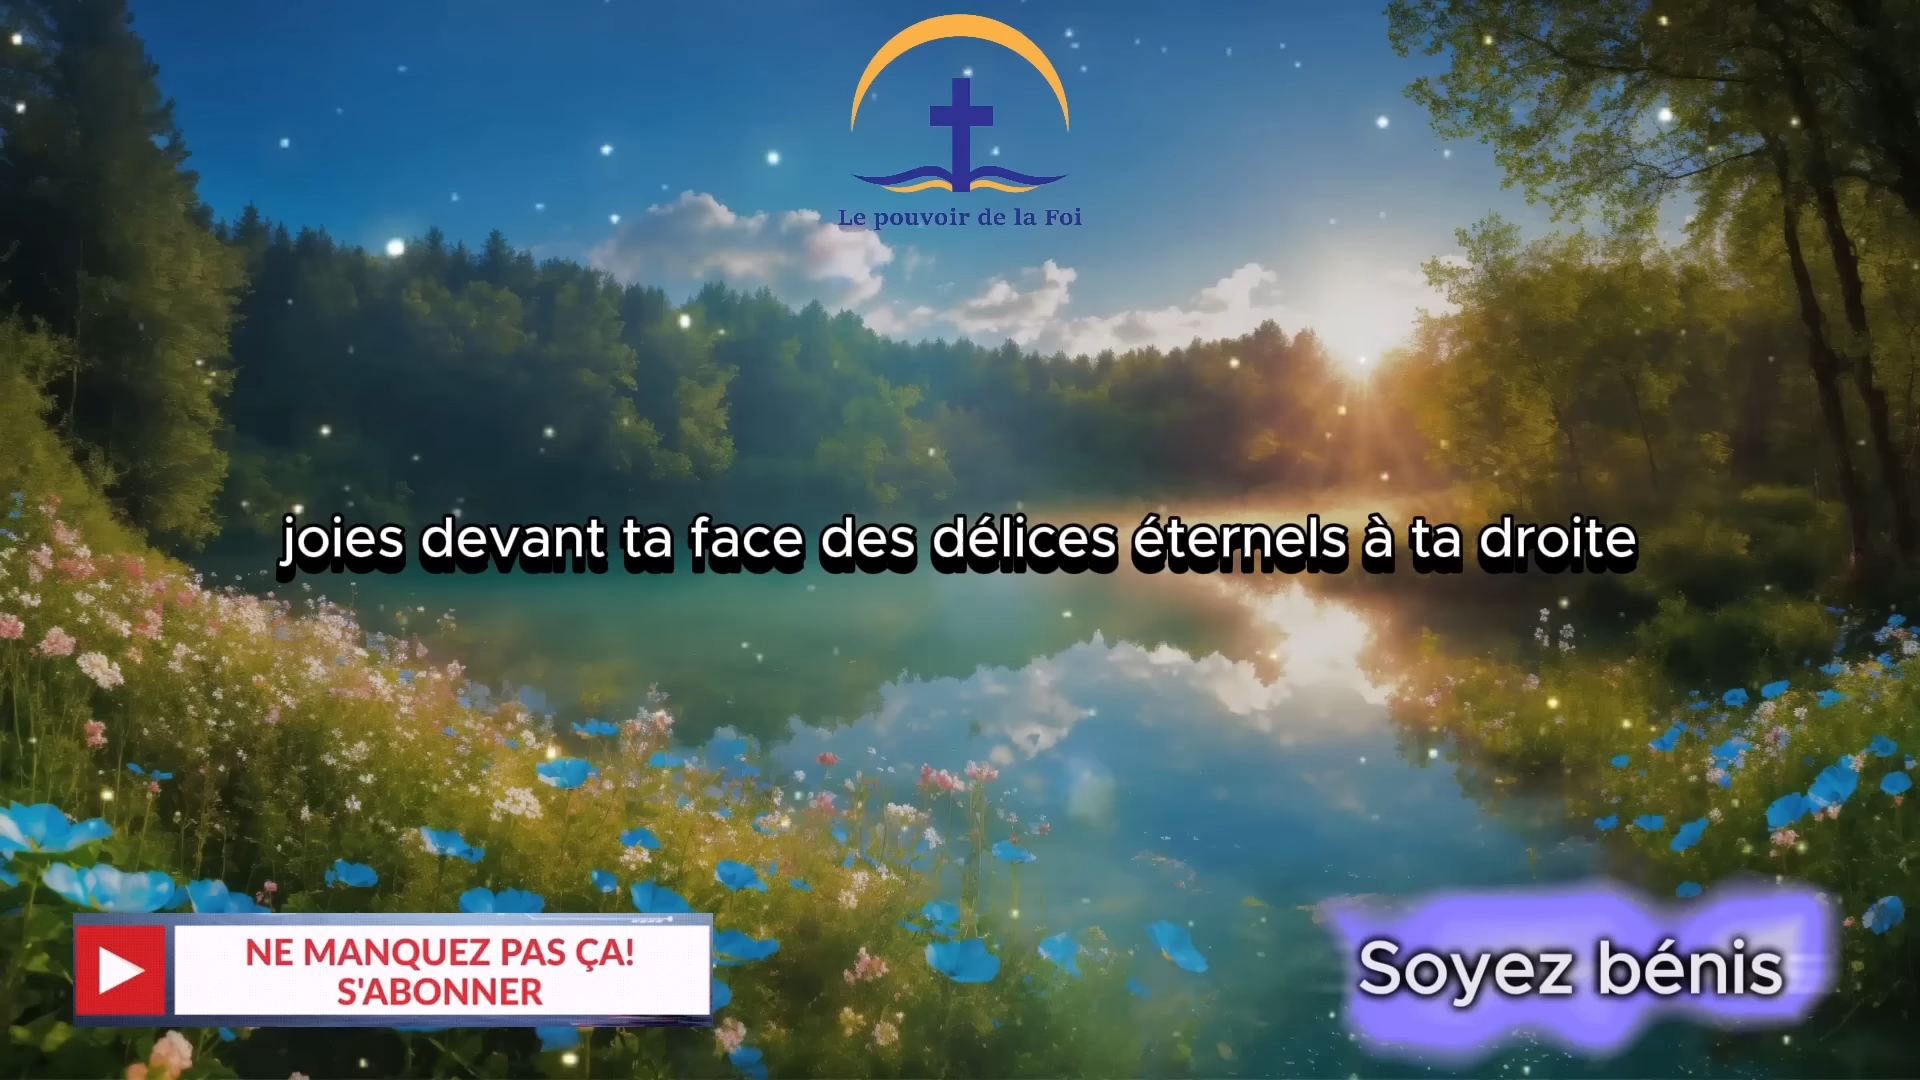 Le pouvoir de la Foi
joies devant ta face des délices éternels à ta droite
NE MANQUEZ PAS ÇA!
S'ABONNER
Soyez bénis